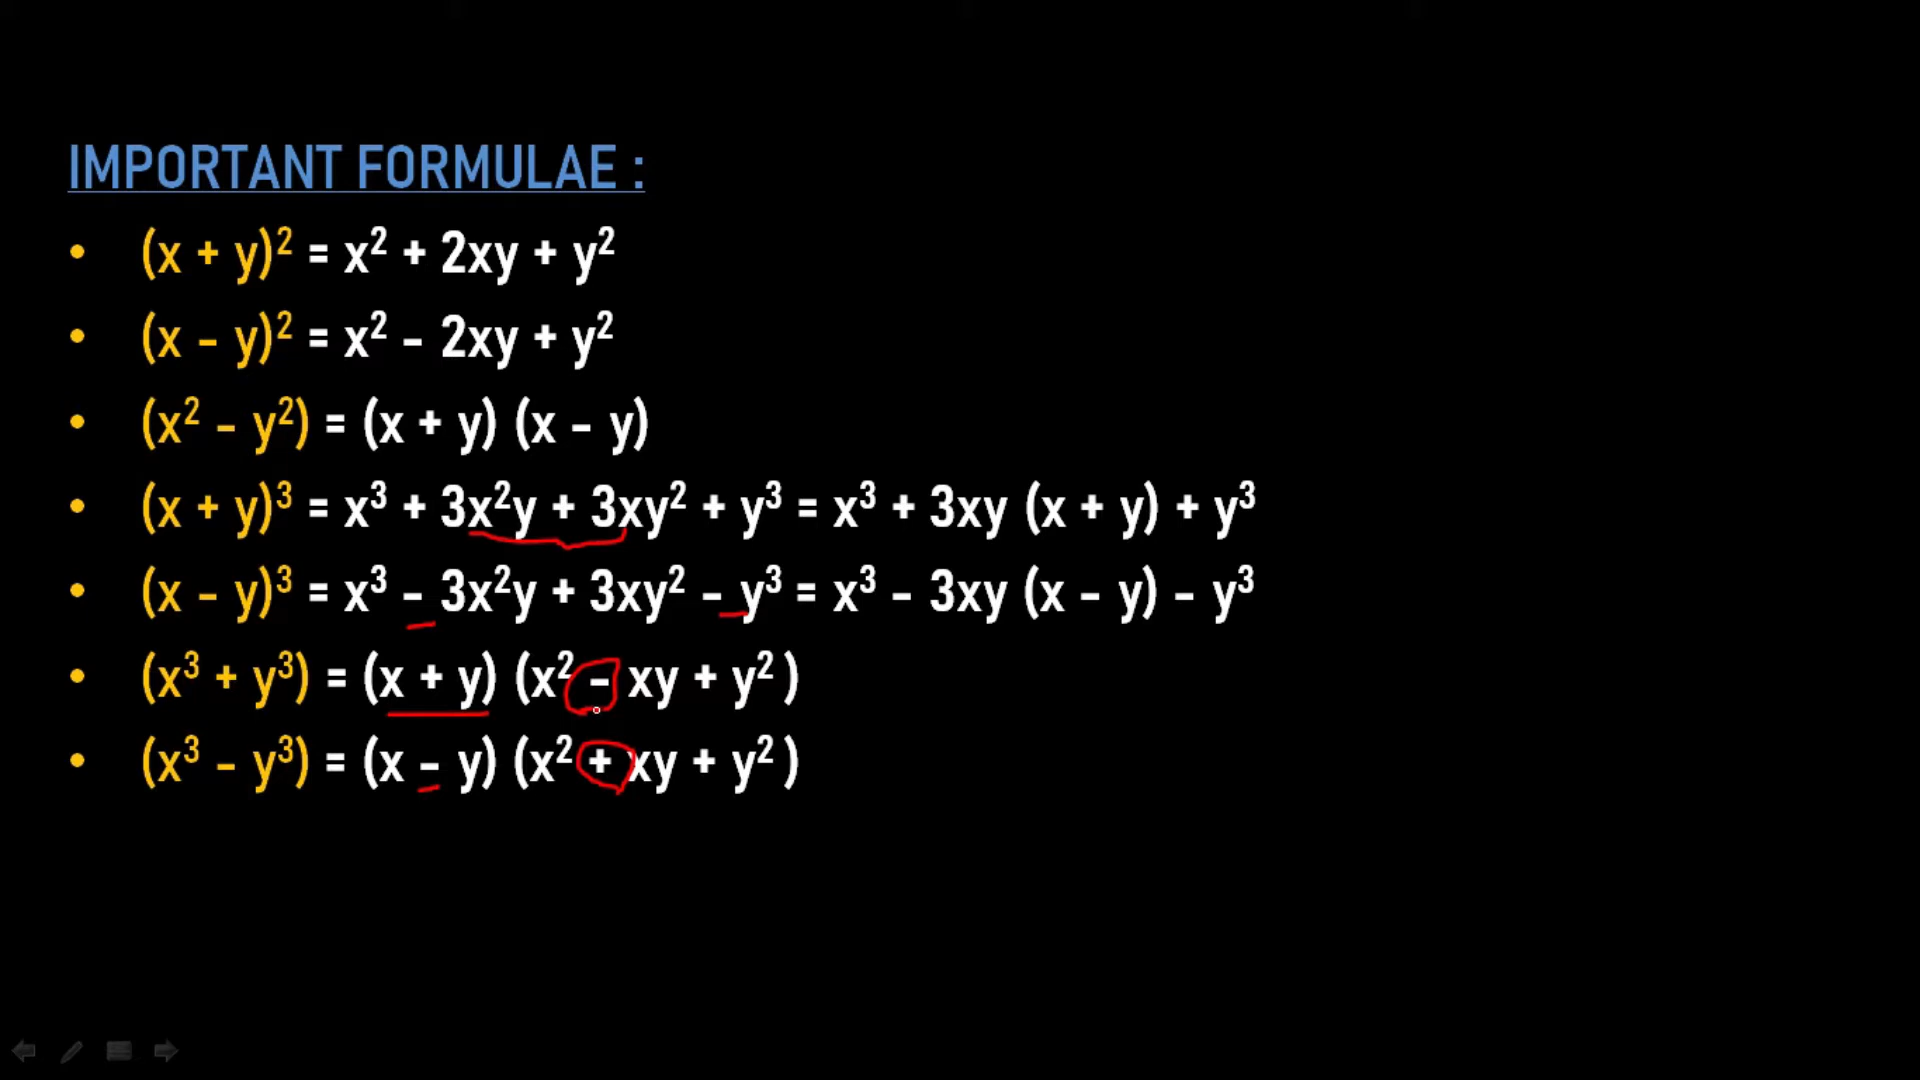 IMPORTANT FORMULAE :
• (x + y)² = x² + 2xy + y²
• (x – y)² = x² – 2xy + y²
• (x² – y²) = (x + y) (x – y)
• (x + y)³ = x³ + 3x²y + 3xy² + y³ = x³ + 3xy (x + y) + y³
• (x – y)³ = x³ – 3x²y + 3xy² – y³ = x³ – 3xy (x – y) – y³
• (x³ + y³) = (x + y) (x² – xy + y² )
• (x³ – y³) = (x – y) (x² + xy + y² )